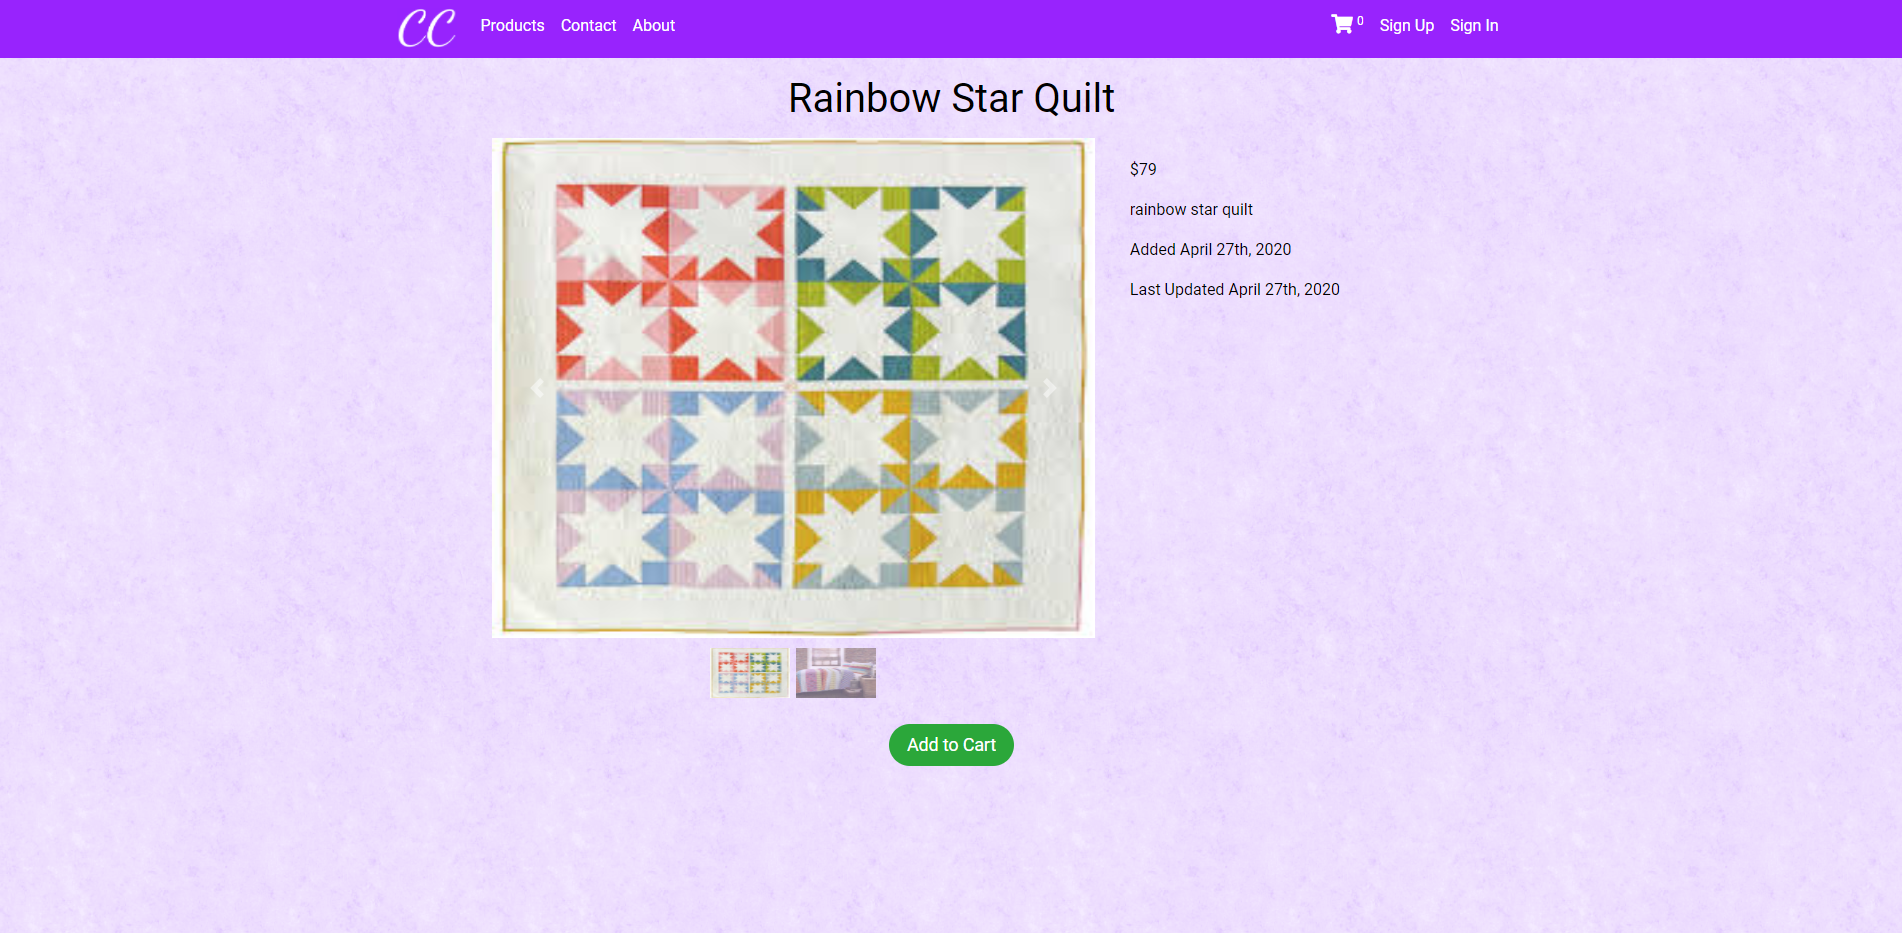 CC Products Contact About 0 Sign Up Sign In
Rainbow Star Quilt
$79
rainbow star quilt
Added April 27th, 2020
Last Updated April 27th, 2020
Add to Cart